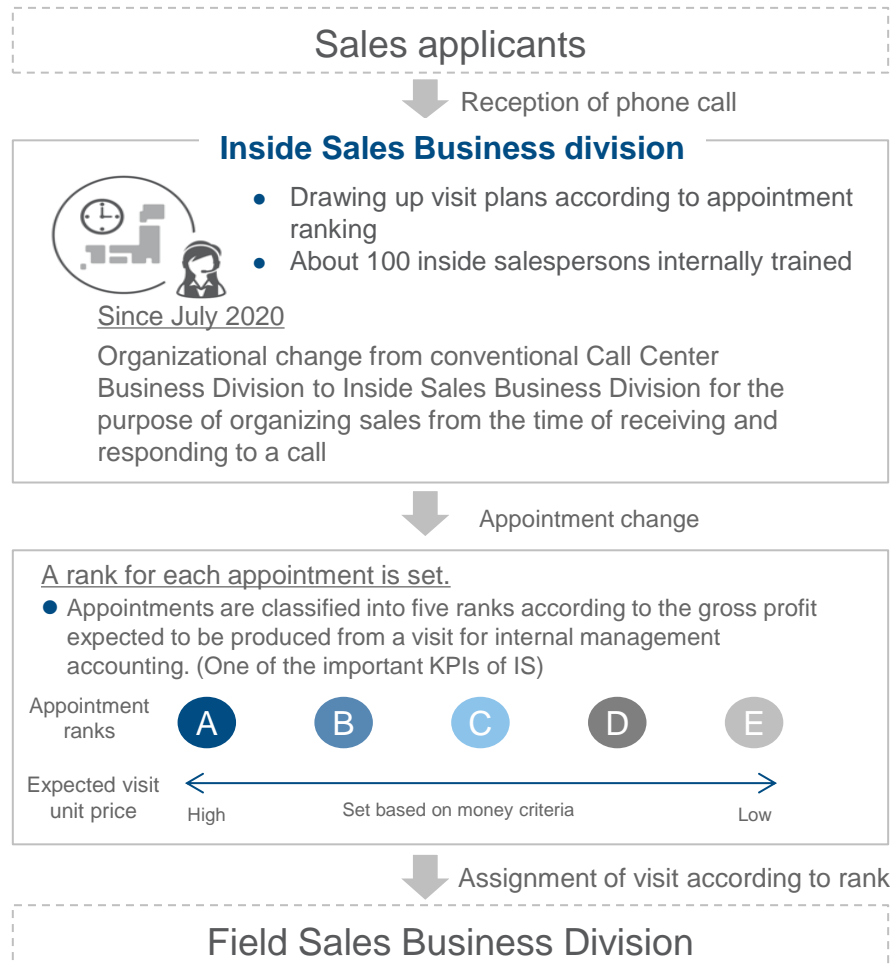 Sales applicants
Reception of phone call
Inside Sales Business division
● Drawing up visit plans according to appointment
ranking
● About 100 inside salespersons internally trained
Since July 2020
Organizational change from conventional Call Center
Business Division to Inside Sales Business Division for the
purpose of organizing sales from the time of receiving and
responding to a call
Appointment change
A rank for each appointment is set.
● Appointments are classified into five ranks according to the gross profit
expected to be produced from a visit for internal management
accounting. (One of the important KPIs of IS)
Appointment
ranks
A B C D E
Expected visit
unit price
High Set based on money criteria Low
Assignment of visit according to rank
Field Sales Business Division